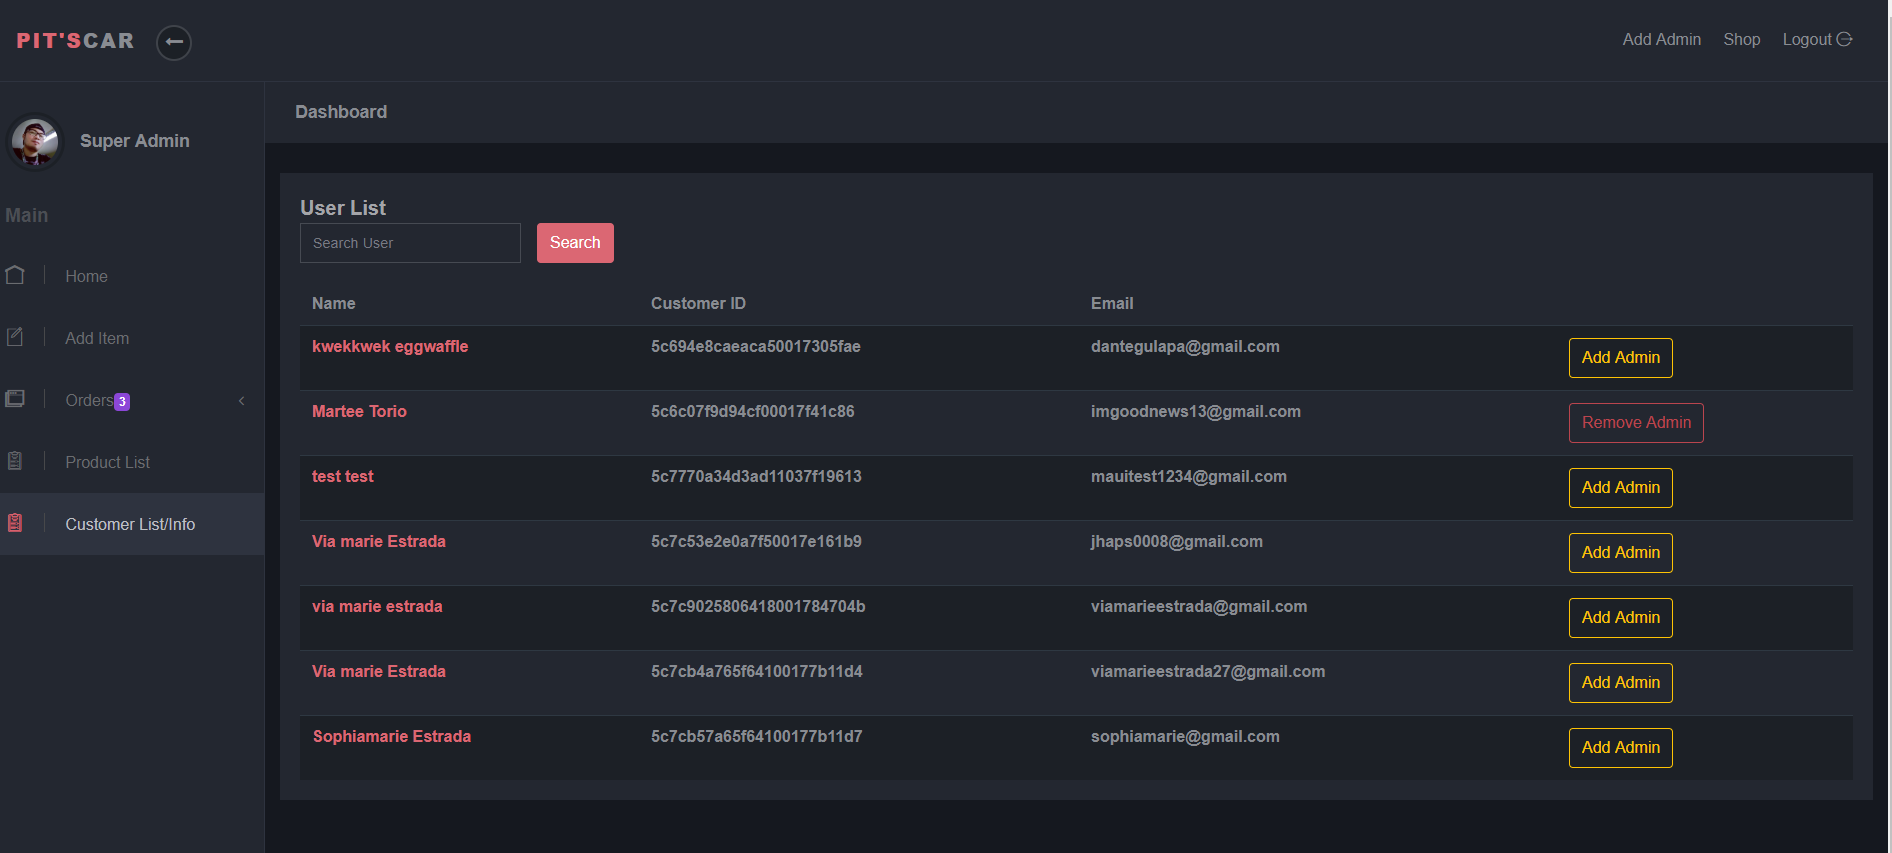 PIT'SCAR
Add Admin Shop Logout
Super Admin
Main
Home
Add Item
Orders 3
Product List
Customer List/Info
Dashboard
User List
Search User Search
Name Customer ID Email
kwekkwek eggwaffle 5c694e8caeaca50017305fae dantegulapa@gmail.com Add Admin
Martee Torio 5c6c07f9d94cf00017f41c86 imgoodnews13@gmail.com Remove Admin
test test 5c7770a34d3ad11037f19613 mauitest1234@gmail.com Add Admin
Via marie Estrada 5c7c53e2e0a7f50017e161b9 jhaps0008@gmail.com Add Admin
via marie estrada 5c7c9025806418001784704b viamarieestrada@gmail.com Add Admin
Via marie Estrada 5c7cb4a765f64100177b11d4 viamarieestrada27@gmail.com Add Admin
Sophiamarie Estrada 5c7cb57a65f64100177b11d7 sophiamarie@gmail.com Add Admin